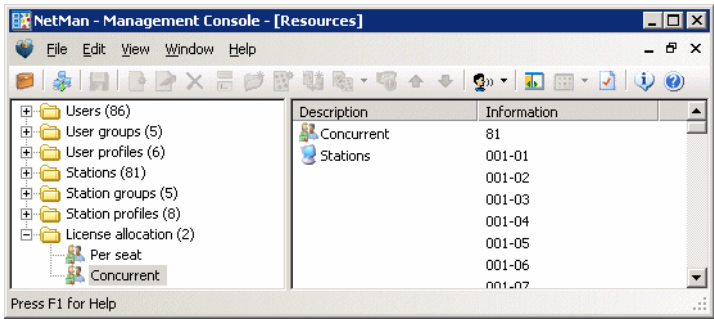 NetMan - Management Console - [Resources]
File Edit View Window Help
Users (86)
User groups (5)
User profiles (6)
Stations (81)
Station groups (5)
Station profiles (8)
License allocation (2)
Per seat
Concurrent
Description Information
Concurrent 81
Stations 001-01
001-02
001-03
001-04
001-05
001-06
001-07
Press F1 for Help